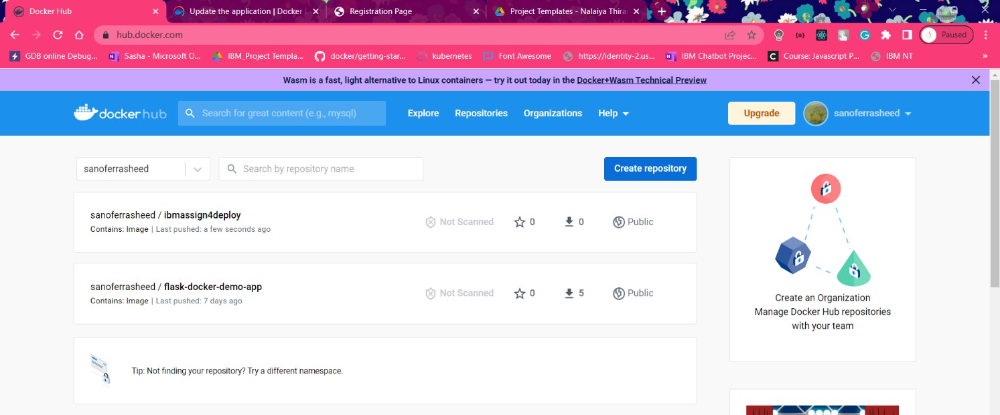 Docker Hub
Update the application | Docker
Registration Page
Project Templates - Nalaiya Thira
hub.docker.com
Paused
GDB online Debug...
Sasha - Microsoft O...
IBM_Project Templa...
docker/getting-star...
kubernetes
Font Awesome
https://identity-2.us...
IBM Chatbot Projec...
Course: Javascript P...
IBM NT
»
Wasm is a fast, light alternative to Linux containers — try it out today in the Docker+Wasm Technical Preview
docker hub
Search for great content (e.g., mysql)
Explore
Repositories
Organizations
Help
Upgrade
sanoferrasheed
sanoferrasheed
Search by repository name
Create repository
sanoferrasheed / ibmassign4deploy
Contains: Image | Last pushed: a few seconds ago
Not Scanned
0
0
Public
sanoferrasheed / flask-docker-demo-app
Contains: Image | Last pushed: 7 days ago
Not Scanned
0
5
Public
Tip: Not finding your repository? Try a different namespace.
Create an Organization
Manage Docker Hub repositories
with your team